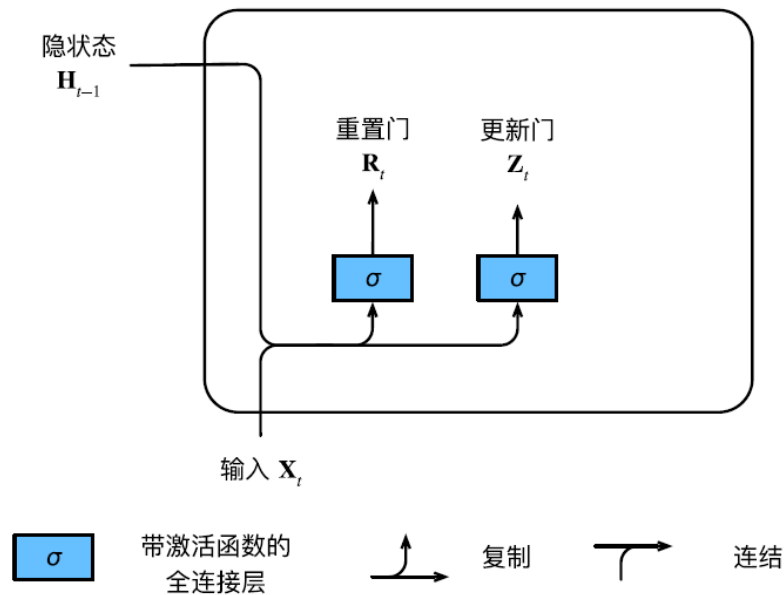 隐状态
H_{t-1}
重置门
R_t
更新门
Z_t
σ
σ
输入 X_t
σ
带激活函数的
全连接层
复制
连结